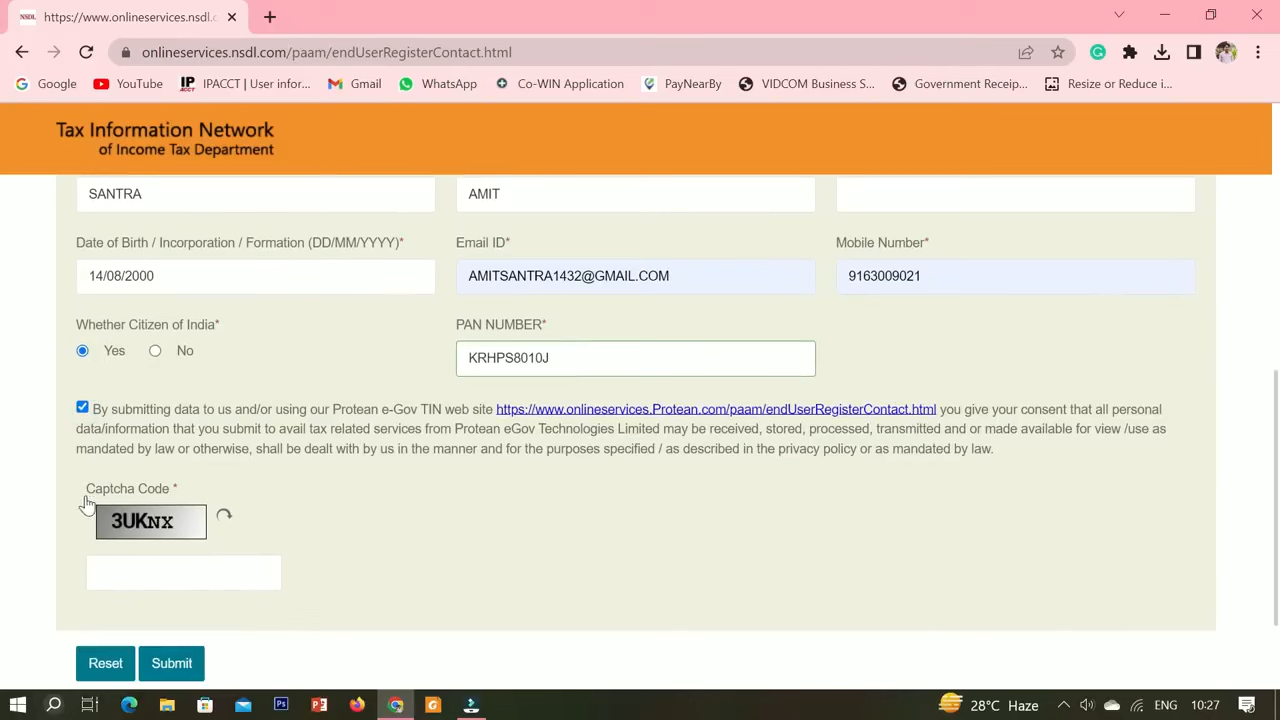 NSDL https://www.onlineservices.nsdl.c
onlineservices.nsdl.com/paam/endUserRegisterContact.html
Google YouTube IP ACCT IPACCT | User infor... Gmail WhatsApp Co-WIN Application PayNearBy VIDCOM Business S... Government Receip... Resize or Reduce i...
Tax Information Network
of Income Tax Department
SANTRA AMIT
Date of Birth / Incorporation / Formation (DD/MM/YYYY)* Email ID* Mobile Number*
14/08/2000 AMITSANTRA1432@GMAIL.COM 9163009021
Whether Citizen of India* PAN NUMBER*
Yes No KRHPS8010J
By submitting data to us and/or using our Protean e-Gov TIN web site https://www.onlineservices.Protean.com/paam/endUserRegisterContact.html you give your consent that all personal
data/information that you submit to avail tax related services from Protean eGov Technologies Limited may be received, stored, processed, transmitted and or made available for view /use as
mandated by law or otherwise, shall be dealt with by us in the manner and for the purposes specified / as described in the privacy policy or as mandated by law.
Captcha Code *
3UKNX
Reset Submit
28°C Haze ENG 10:27